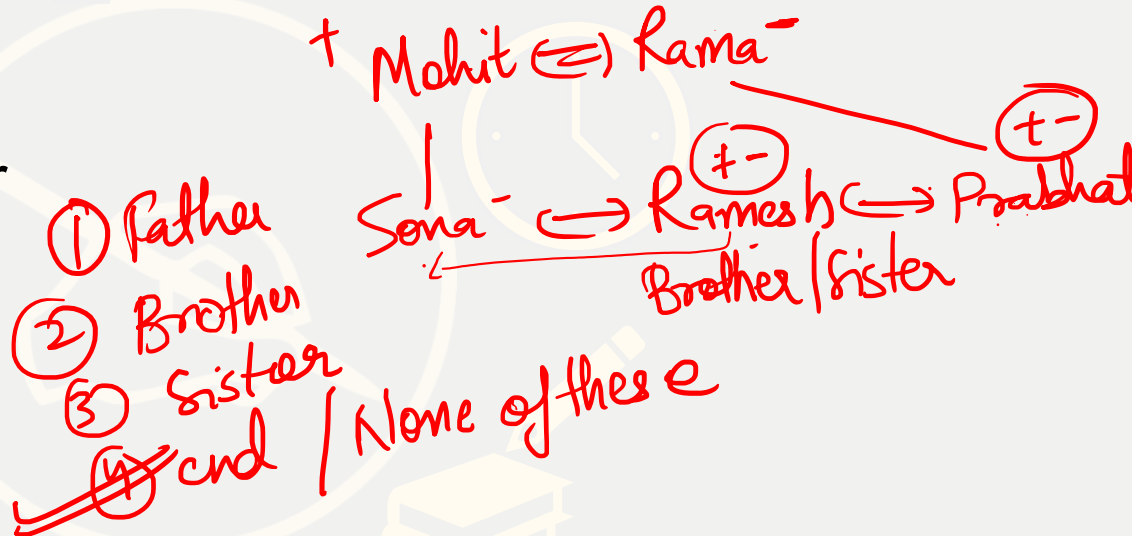 + Mohit ⇔ Rama -
+-
+-
Sona - ↔ Ramesh ↔ Prabhat
Brother/Sister
① Father
② Brother
③ Sister
④ cnd / None of these